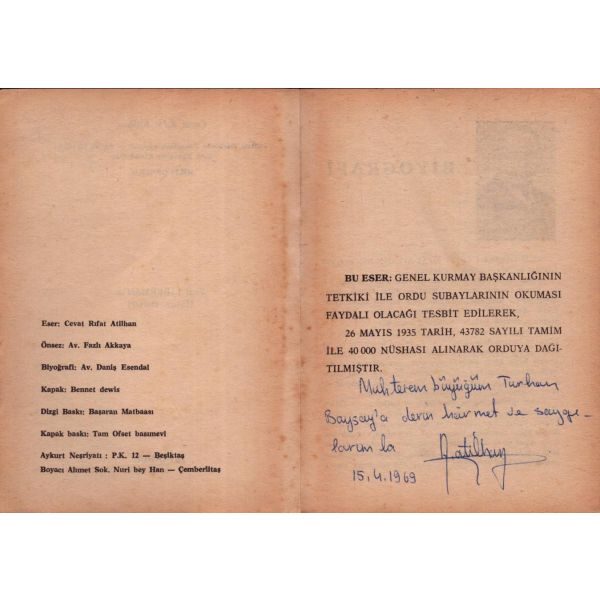 Eser: Cevat Rıfat Atilhan
Önsez: Av. Fazlı Akkaya
Biyoğrafi: Av. Daniş Esendal
Kapak: Bennet dewis
Dizgi Baskı: Başaran Matbaası
Kapak baskı: Tam Ofset basımevi
Aykurt Neşriyatı : P.K. 12 — Beşiktaş
Boyacı Ahmet Sok. Nuri bey Han — Çemberlitaş
BİYOĞRAFİ
BU ESER: GENEL KURMAY BAŞKANLIĞININ
TETKİKİ İLE ORDU SUBAYLARININ OKUMASI
FAYDALI OLACAĞI TESBİT EDİLEREK,
26 MAYIS 1935 TARİH, 43782 SAYILI TAMİM
İLE 40 000 NÜSHASI ALINARAK ORDUYA DAĞI-
TILMIŞTIR.
Muhterem büyüğüm Turhan
Baysay'a derin hürmet ve saygı-
larımla
15.4.1969